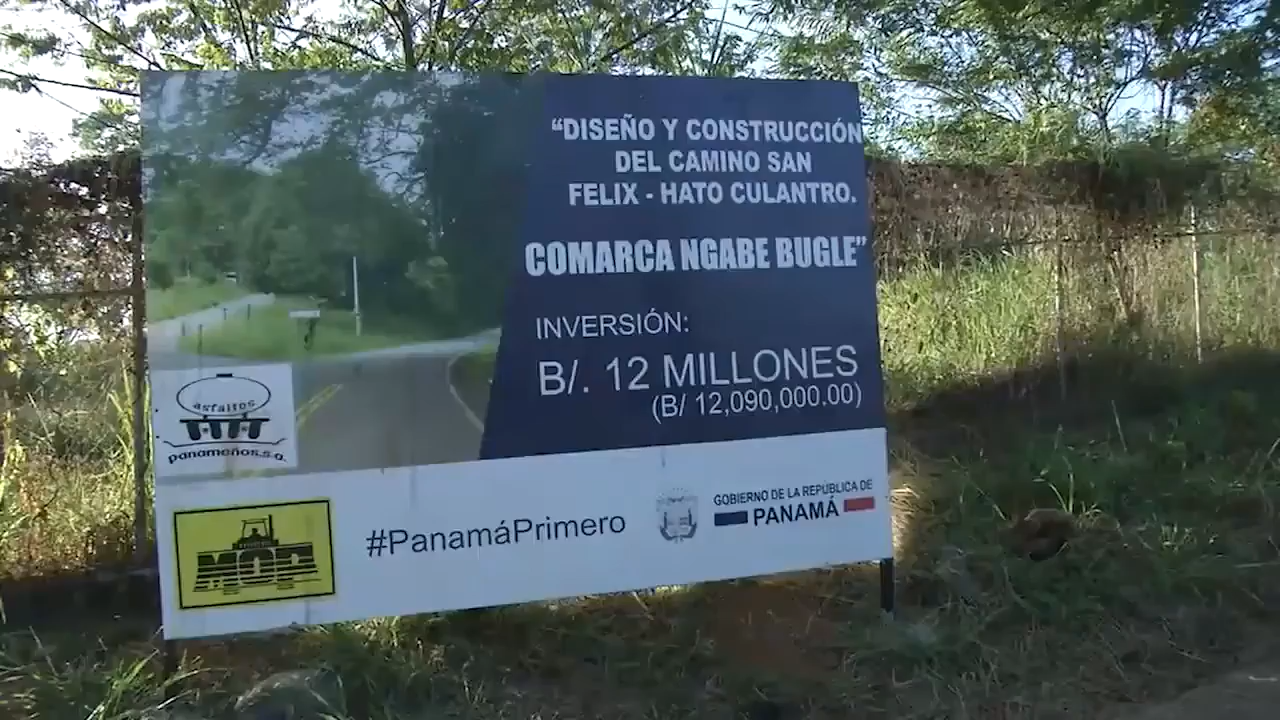 “DISEÑO Y CONSTRUCCIÓN
DEL CAMINO SAN
FELIX - HATO CULANTRO.
COMARCA NGABE BUGLE”
INVERSIÓN:
B/. 12 MILLONES
(B/ 12,090,000.00)
asfaltos
panameños.s.a.
MOP
#PanamáPrimero
GOBIERNO DE LA REPÚBLICA DE
PANAMÁ